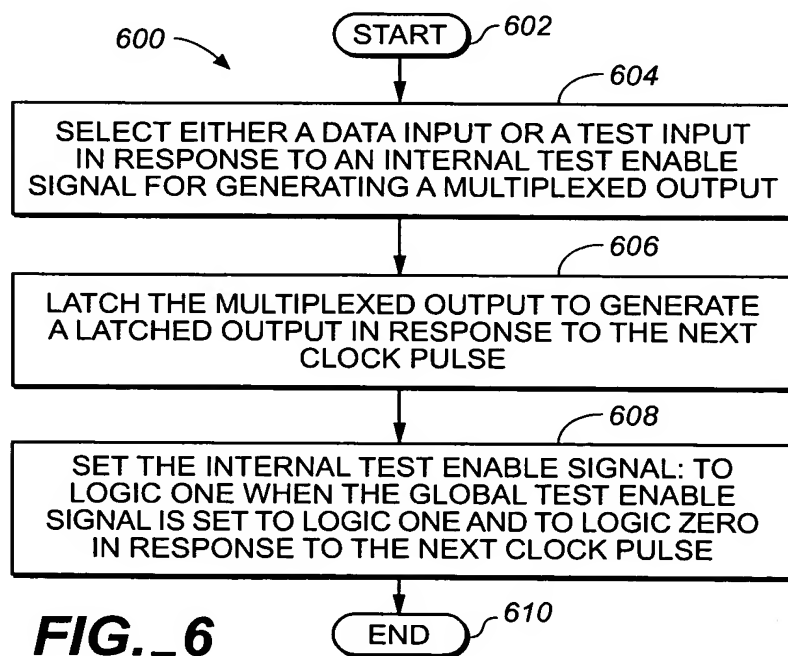 600
START
602
604
SELECT EITHER A DATA INPUT OR A TEST INPUT
IN RESPONSE TO AN INTERNAL TEST ENABLE
SIGNAL FOR GENERATING A MULTIPLEXED OUTPUT
606
LATCH THE MULTIPLEXED OUTPUT TO GENERATE
A LATCHED OUTPUT IN RESPONSE TO THE NEXT
CLOCK PULSE
608
SET THE INTERNAL TEST ENABLE SIGNAL: TO
LOGIC ONE WHEN THE GLOBAL TEST ENABLE
SIGNAL IS SET TO LOGIC ONE AND TO LOGIC ZERO
IN RESPONSE TO THE NEXT CLOCK PULSE
END
610
FIG._6